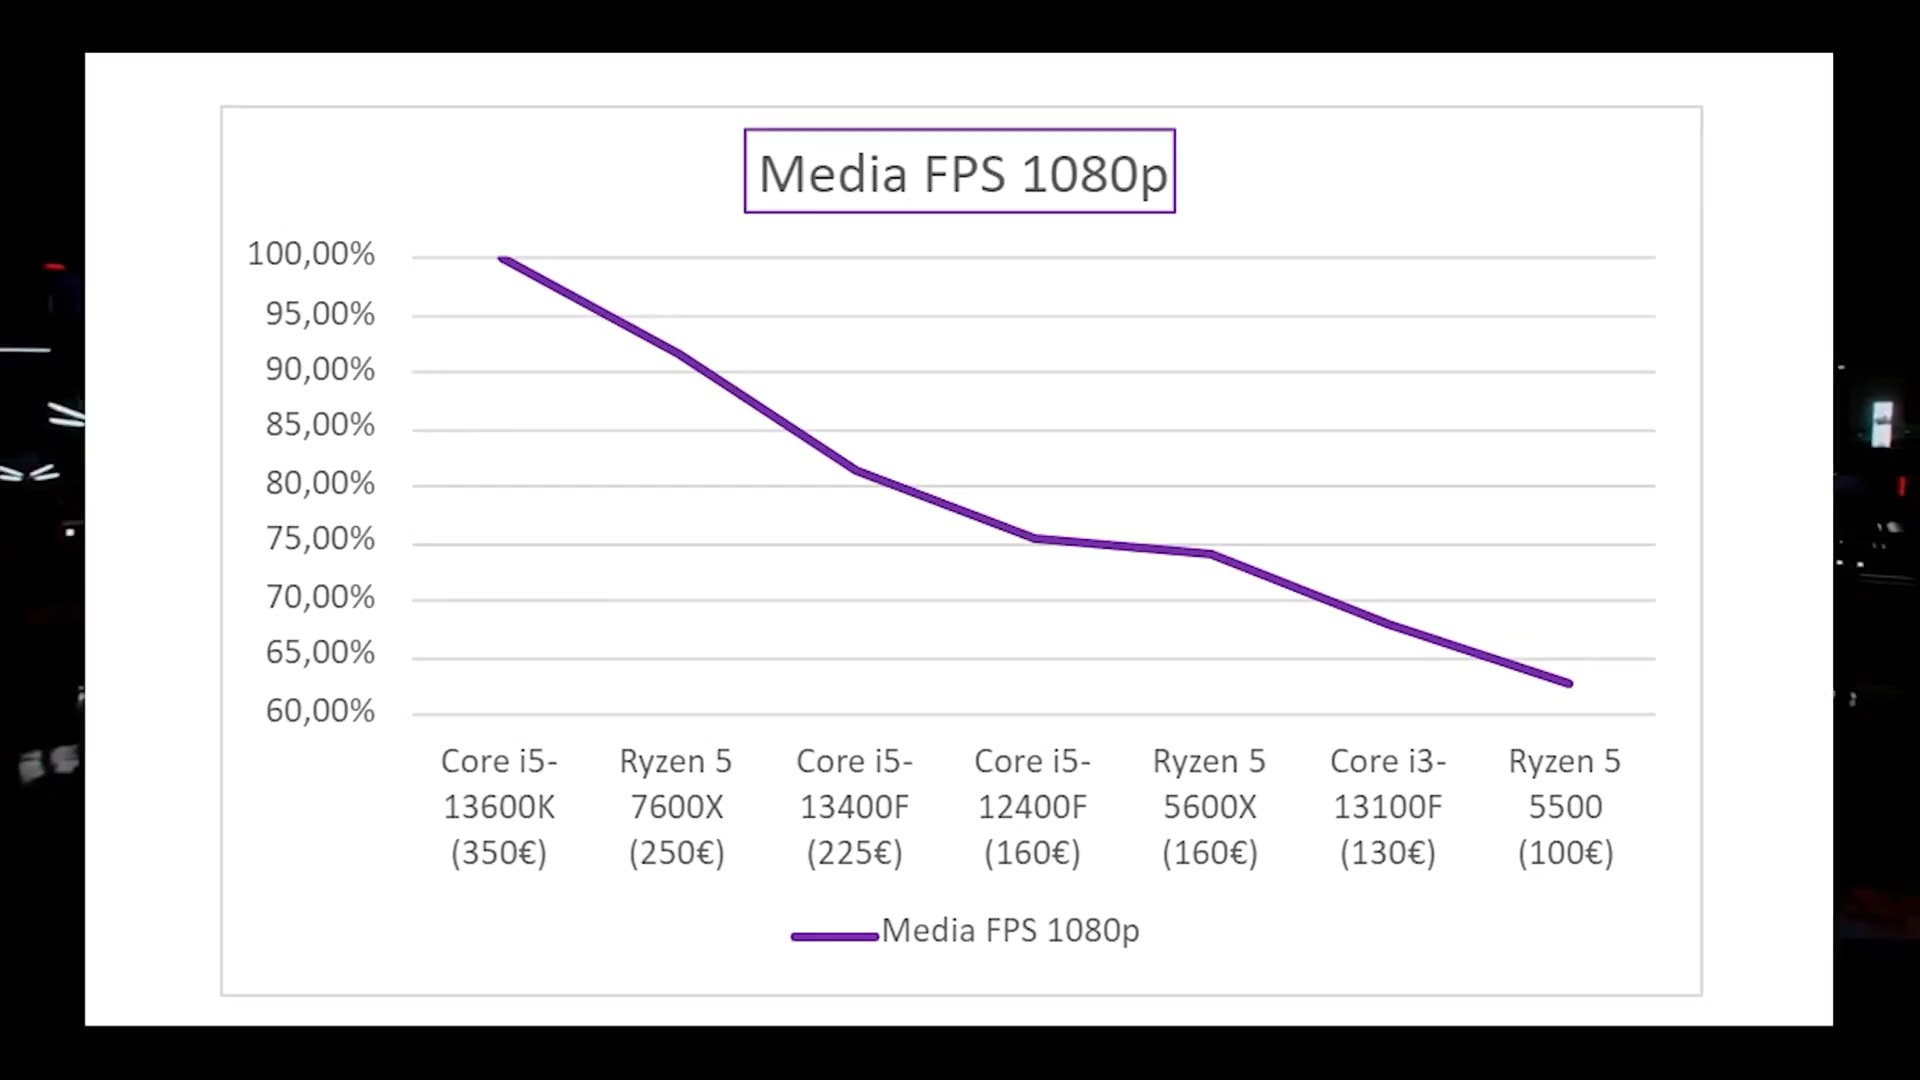 Media FPS 1080p
100,00%
95,00%
90,00%
85,00%
80,00%
75,00%
70,00%
65,00%
60,00%
Core i5-
13600K
(350€)
Ryzen 5
7600X
(250€)
Core i5-
13400F
(225€)
Core i5-
12400F
(160€)
Ryzen 5
5600X
(160€)
Core i3-
13100F
(130€)
Ryzen 5
5500
(100€)
Media FPS 1080p